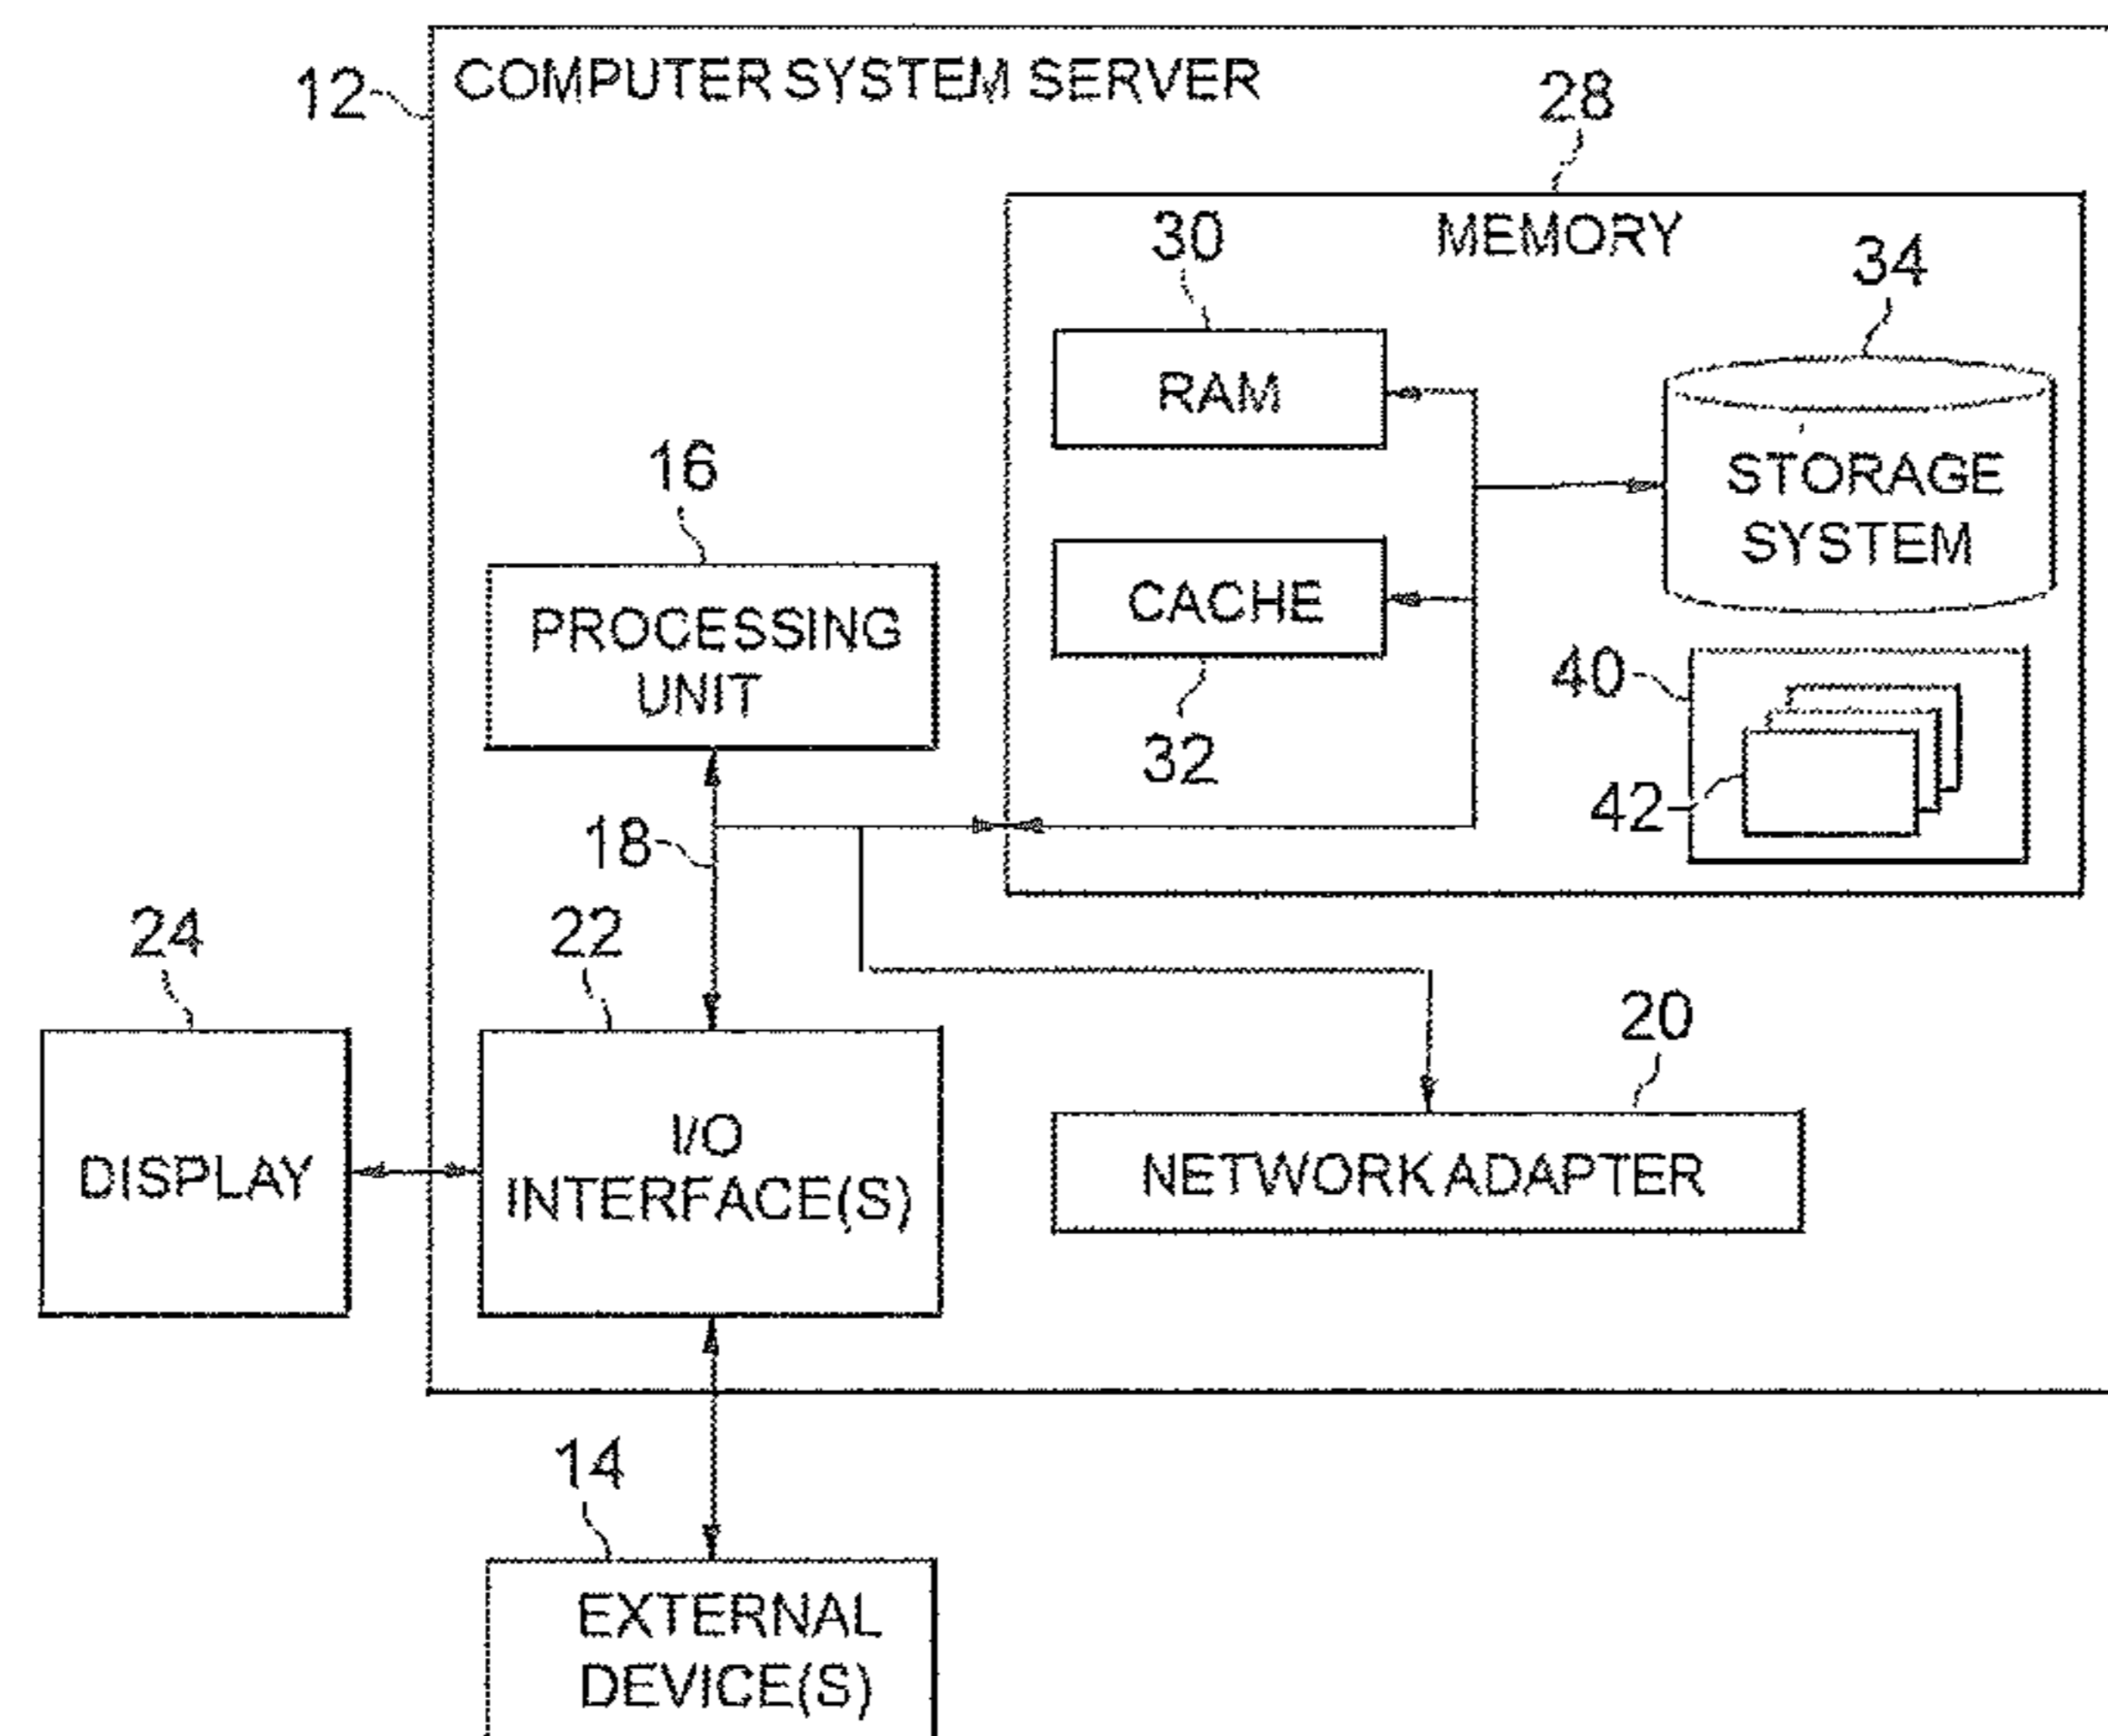 12
COMPUTER SYSTEM SERVER
28
MEMORY
30
34
RAM
STORAGE
SYSTEM
16
CACHE
PROCESSING
UNIT
32
40
42
18
24
22
20
DISPLAY
I/O
INTERFACE(S)
NETWORK ADAPTER
14
EXTERNAL
DEVICE(S)